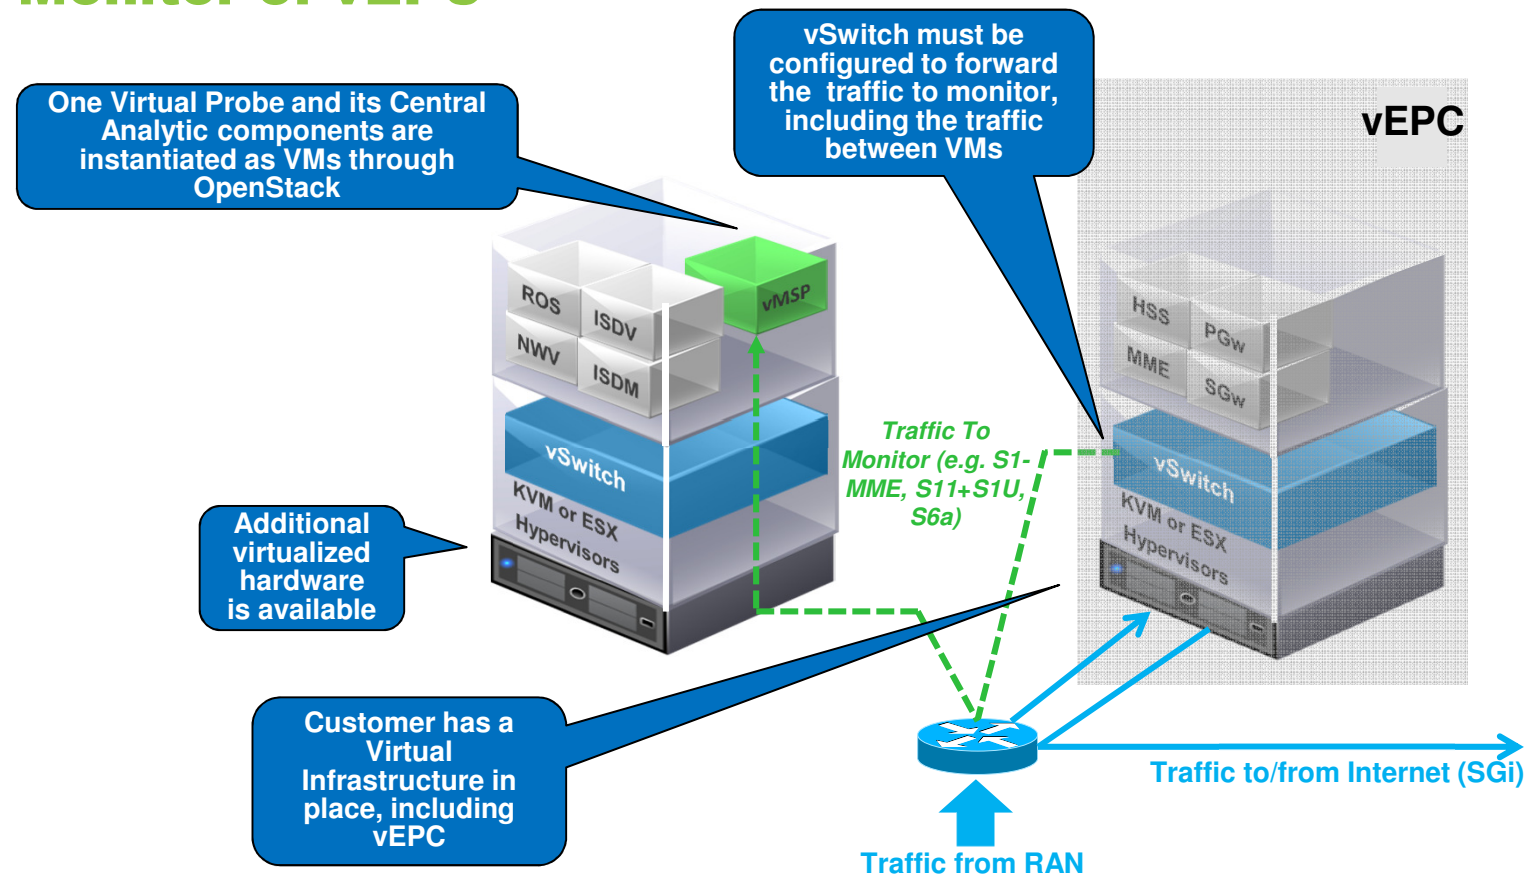 Monitor of vEPC
vSwitch must be
configured to forward
the traffic to monitor,
including the traffic
between VMs
One Virtual Probe and its Central
Analytic components are
instantiated as VMs through
OpenStack
vEPC
ROS
ISDV
NWV
ISDM
vMSP
vSwitch
KVM or ESX
Hypervisors
HSS
PGw
MME
SGw
vSwitch
KVM or ESX
Hypervisors
Traffic To
Monitor (e.g. S1-
MME, S11+S1U,
S6a)
Additional
virtualized
hardware
is available
Customer has a
Virtual
Infrastructure in
place, including
vEPC
Traffic to/from Internet (SGi)
Traffic from RAN